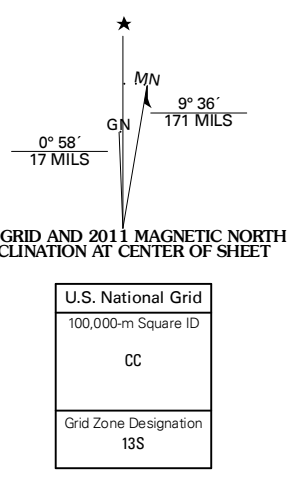 ★
MN
GN
9° 36´
171 MILS
0° 58´
17 MILS
GRID AND 2011 MAGNETIC NORTH
CLINATION AT CENTER OF SHEET
U.S. National Grid
100,000-m Square ID
CC
Grid Zone Designation
13S